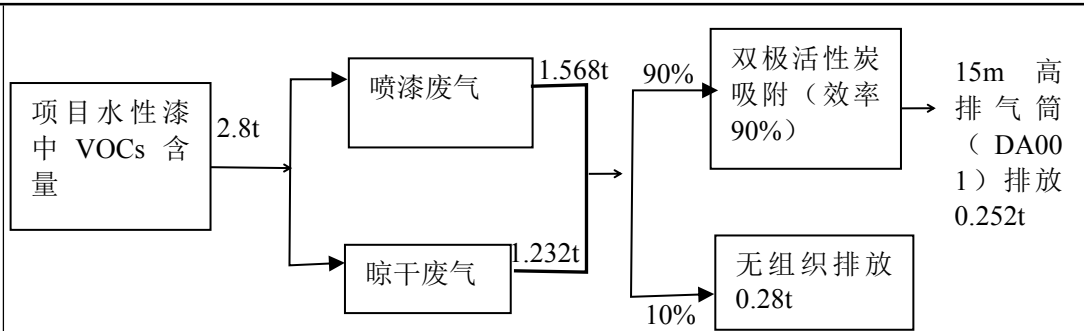 项目水性漆
中 VOCs 含
量
2.8t
喷漆废气
1.568t
晾干废气
1.232t
90%
双极活性炭
吸附（效率
90%）
15m 高
排气筒
（DA00
1）排放
0.252t
10%
无组织排放
0.28t